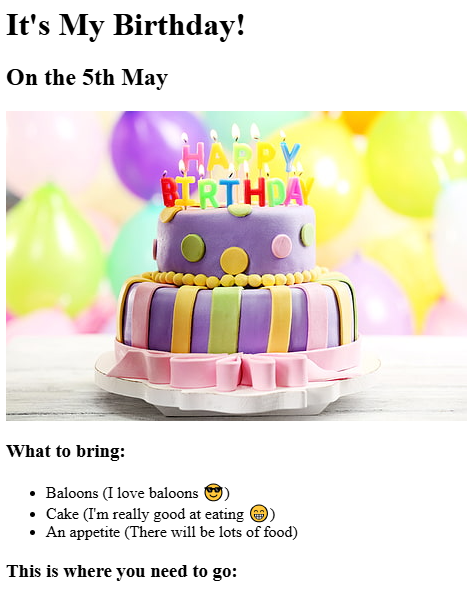 It's My Birthday!
On the 5th May
HAPPY
BIRTHDAY
What to bring:
Baloons (I love baloons 😎)
Cake (I'm really good at eating 😁)
An appetite (There will be lots of food)
This is where you need to go: